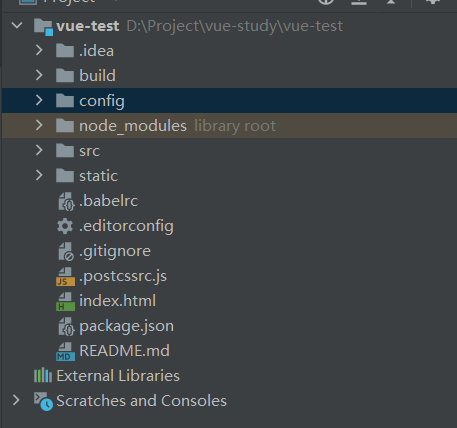 vue-test D:\Project\vue-study\vue-test
.idea
build
config
node_modules library root
src
static
.babelrc
.editorconfig
.gitignore
.postcssrc.js
index.html
package.json
README.md
External Libraries
Scratches and Consoles